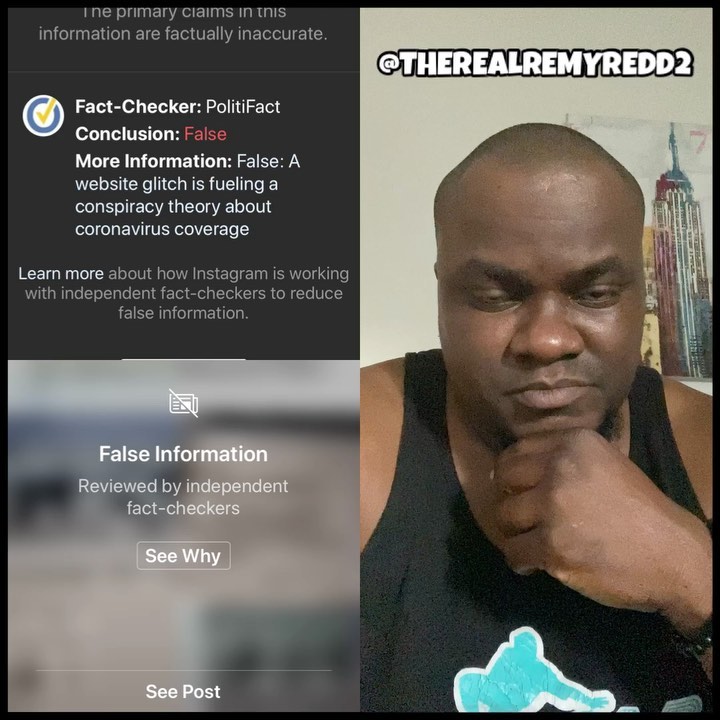 The primary claims in this
information are factually inaccurate.
Fact-Checker: PolitiFact
Conclusion: False
More Information: False: A
website glitch is fueling a
conspiracy theory about
coronavirus coverage
Learn more about how Instagram is working
with independent fact-checkers to reduce
false information.
False Information
Reviewed by independent
fact-checkers
See Why
See Post
@THEREALREMYREDD2
7